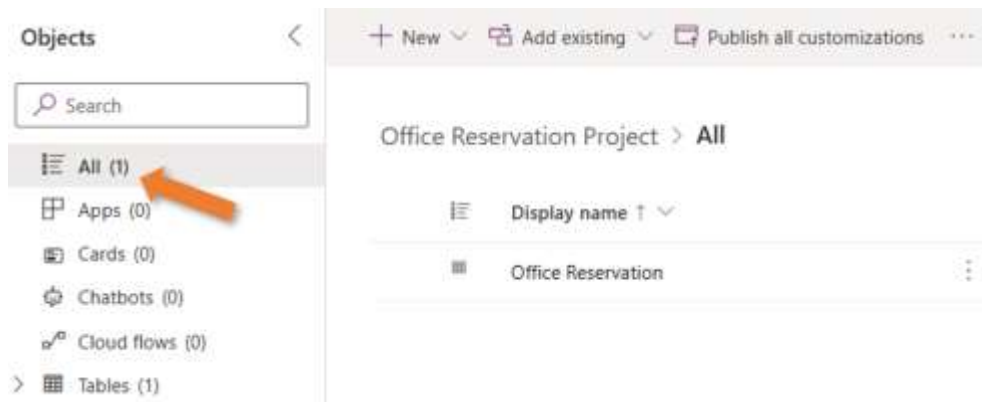 Objects
Search
All (1)
Apps (0)
Cards (0)
Chatbots (0)
Cloud flows (0)
Tables (1)
New Add existing Publish all customizations ...
Office Reservation Project > All
Display name ↑
Office Reservation